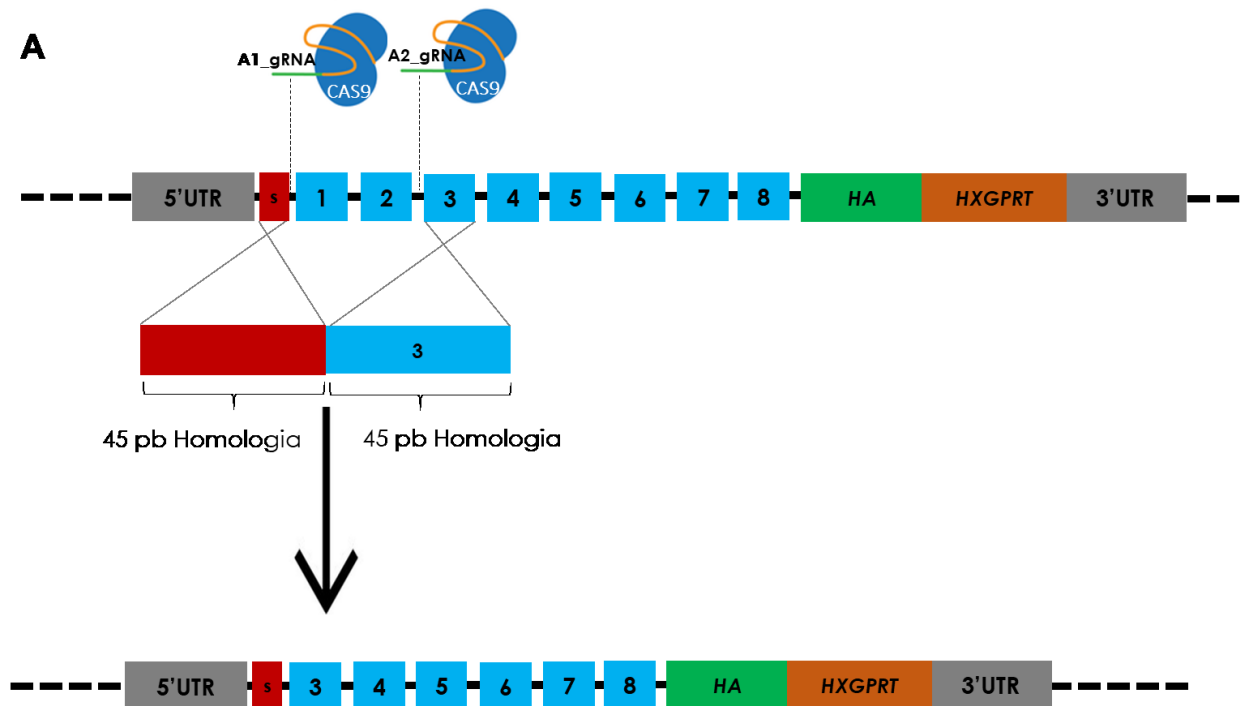 A
A1_gRNA
CAS9
A2_gRNA
CAS9
5'UTR s 1 2 3 4 5 6 7 8 HA HXGPRT 3'UTR
3
45 pb Homologia 45 pb Homologia
5'UTR s 3 4 5 6 7 8 HA HXGPRT 3'UTR